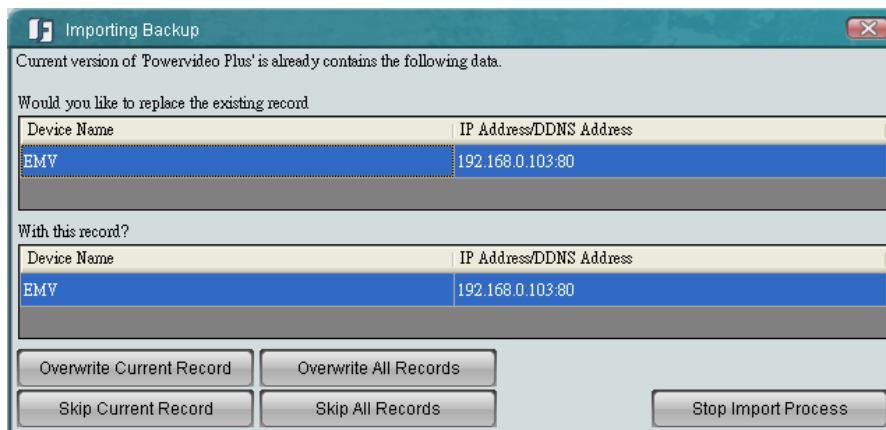 Importing Backup
Current version of 'Powervideo Plus' is already contains the following data.
Would you like to replace the existing record
Device Name IP Address/DDNS Address
EMV 192.168.0.103:80
With this record?
Device Name IP Address/DDNS Address
EMV 192.168.0.103:80
Overwrite Current Record Overwrite All Records
Skip Current Record Skip All Records Stop Import Process